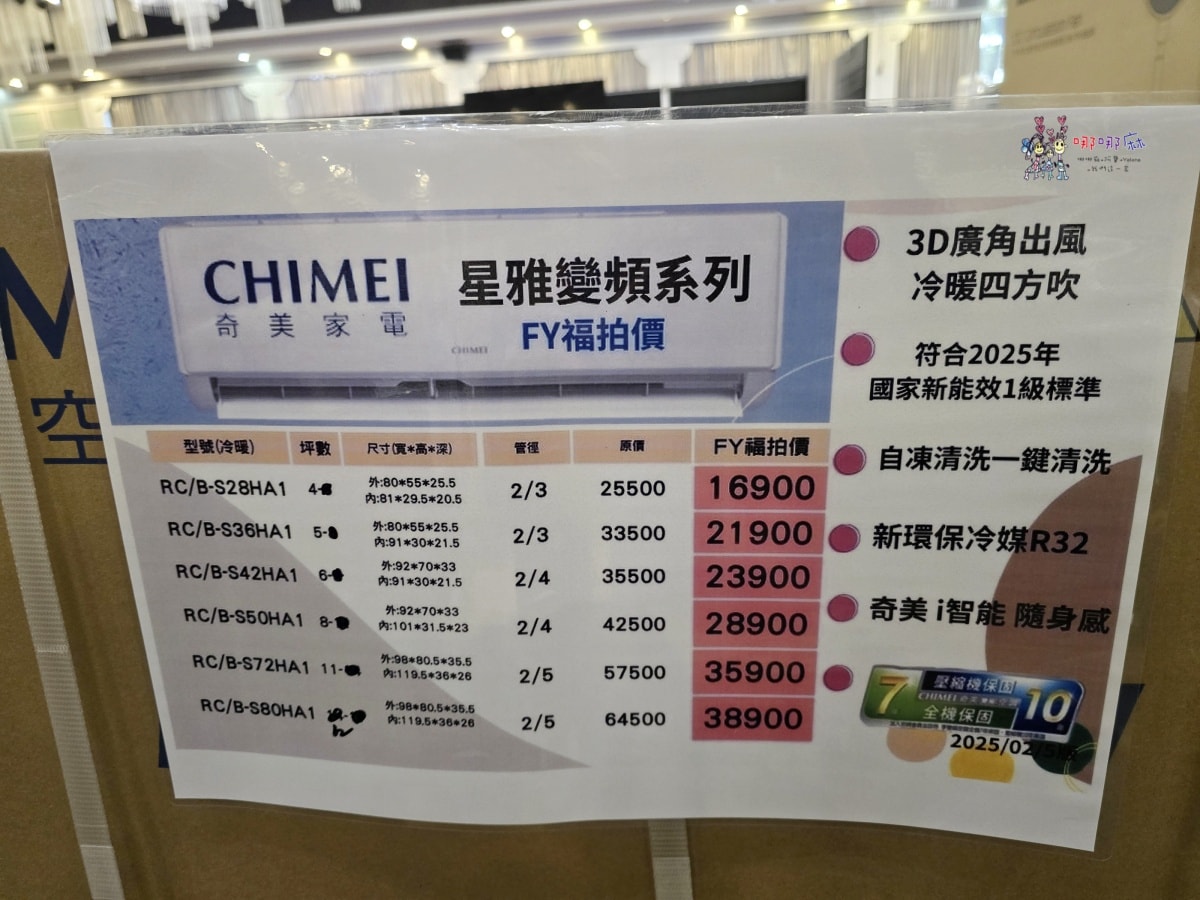 哪哪麻
CHIMEI
奇美家電
星雅變頻系列
FY福拍價
CHIMEI
3D廣角出風
冷暖四方吹
符合2025年
國家新能效1級標準
自凍清洗一鍵清洗
新環保冷媒R32
奇美 i智能 隨身感
型號(冷暖) 坪數 尺寸(寬*高*深) 管徑 原價 FY福拍價
RC/B-S28HA1 4- 外:80*55*25.5 內:81*29.5*20.5 2/3 25500 16900
RC/B-S36HA1 5- 外:80*55*25.5 內:91*30*21.5 2/3 33500 21900
RC/B-S42HA1 6- 外:92*70*33 內:91*30*21.5 2/4 35500 23900
RC/B-S50HA1 8- 外:92*70*33 內:101*31.5*23 2/4 42500 28900
RC/B-S72HA1 11- 外:98*80.5*35.5 內:119.5*36*26 2/5 57500 35900
RC/B-S80HA1 外:98*80.5*35.5 內:119.5*36*26 2/5 64500 38900
7 壓縮機保固 10
CHIMEI
全機保固
2025/02/
空